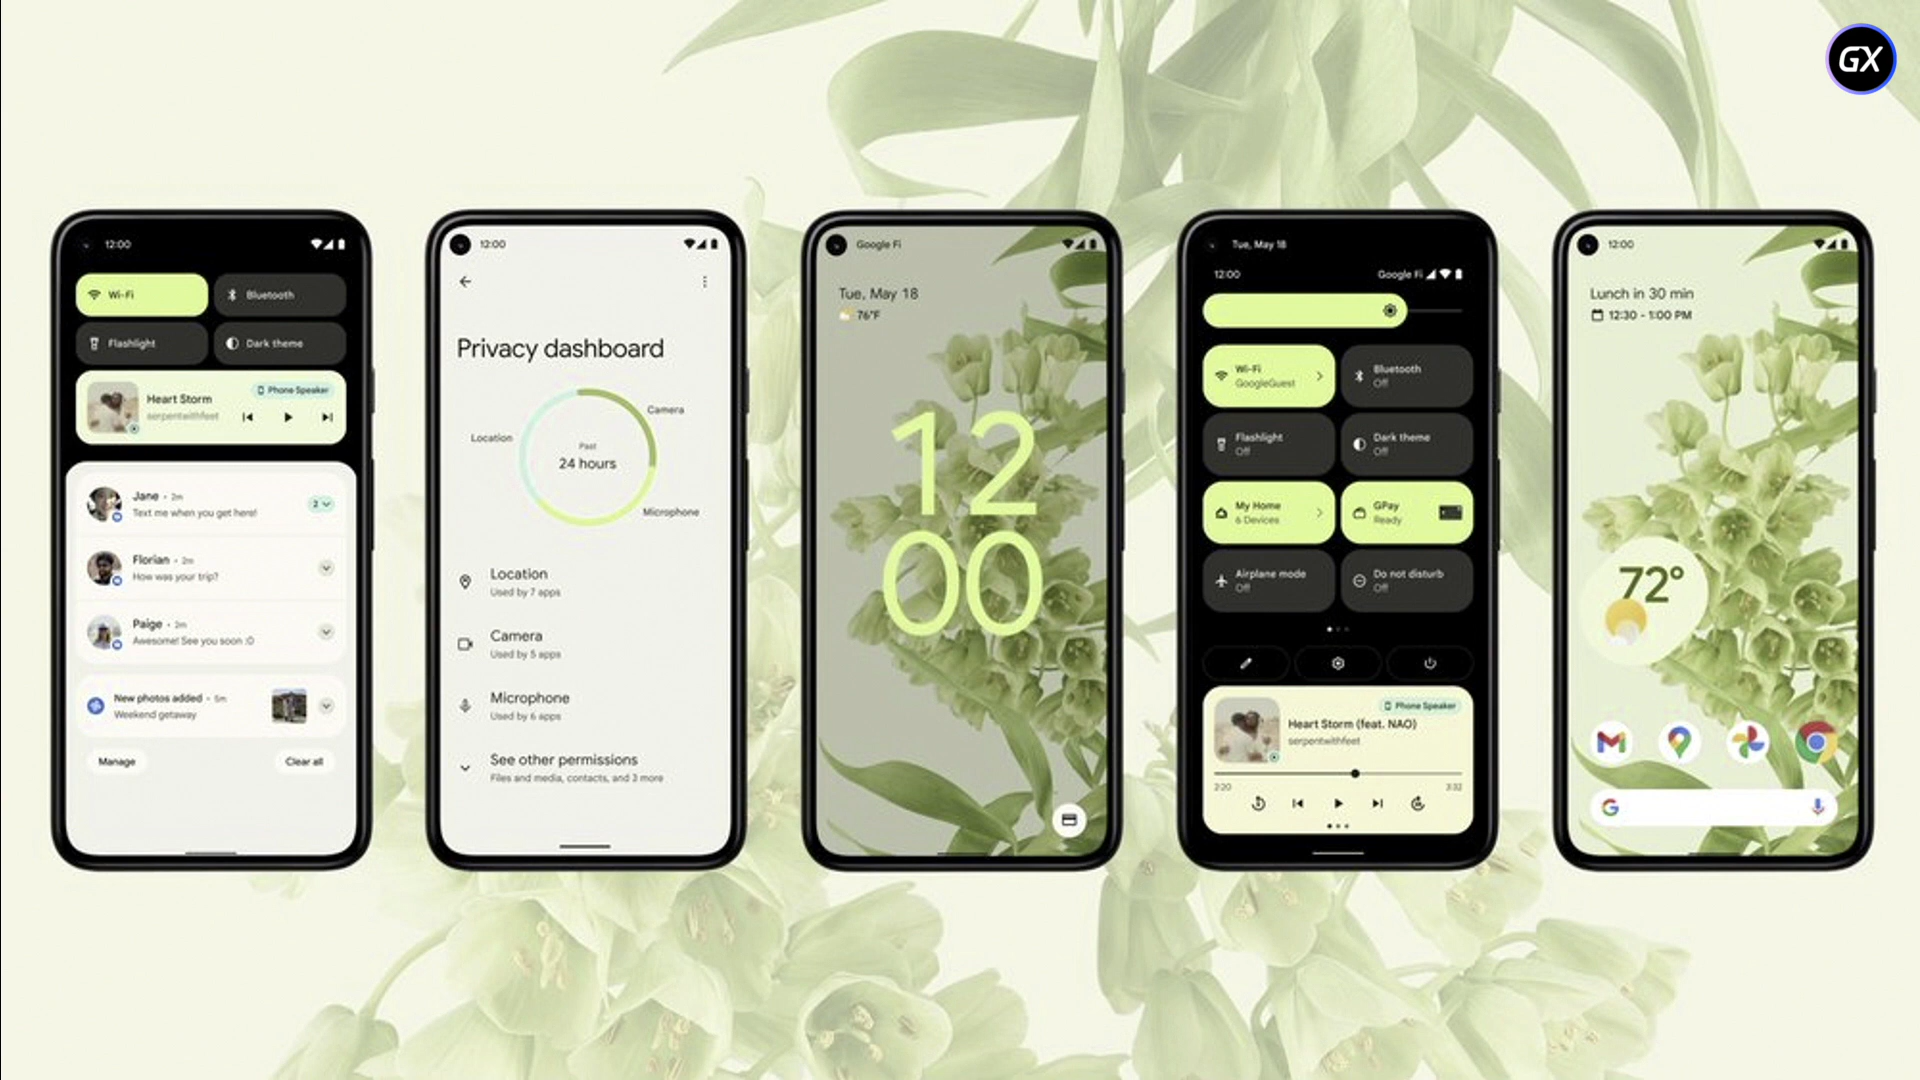 GX
12:00
Wi-Fi
Bluetooth
Flashlight
Dark theme
Phone Speaker
Heart Storm
serpentwithfeet
Jane • 2m
Text me when you get here!
2
Florian • 2m
How was your trip?
Paige • 2m
Awesome! See you soon :D
New photos added • 5m
Weekend getaway
Manage
Clear all
12:00
Privacy dashboard
Camera
Location
Past
24 hours
Microphone
Location
Used by 7 apps
Camera
Used by 5 apps
Microphone
Used by 6 apps
See other permissions
Files and media, contacts, and 3 more
Google Fi
Tue, May 18
76°F
12
00
Tue, May 18
12:00
Google Fi
Wi-Fi
GoogleGuest
Bluetooth
Off
Flashlight
Off
Dark theme
Off
My Home
6 Devices
GPay
Ready
Airplane mode
Off
Do not disturb
Off
Phone Speaker
Heart Storm (feat. NAO)
serpentwithfeet
2:20
3:32
12:00
Lunch in 30 min
12:30 - 1:00 PM
72°